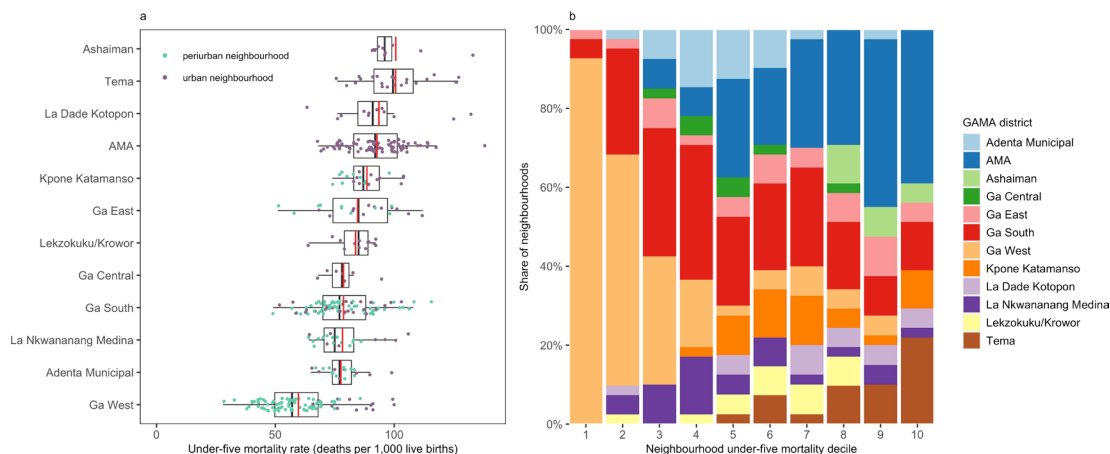 a
Ashaiman
Tema
La Dade Kotopon
AMA
Kpone Katamanso
Ga East
Lekzokuku/Krowor
Ga Central
Ga South
La Nkwananang Medina
Adenta Municipal
Ga West
periurban neighbourhood
urban neighbourhood
0 50 100
Under-five mortality rate (deaths per 1,000 live births)
b
Share of neighbourhoods
100%
80%
60%
40%
20%
0%
1 2 3 4 5 6 7 8 9 10
Neighbourhood under-five mortality decile
GAMA district
Adenta Municipal
AMA
Ashaiman
Ga Central
Ga East
Ga South
Ga West
Kpone Katamanso
La Dade Kotopon
La Nkwananang Medina
Lekzokuku/Krowor
Tema